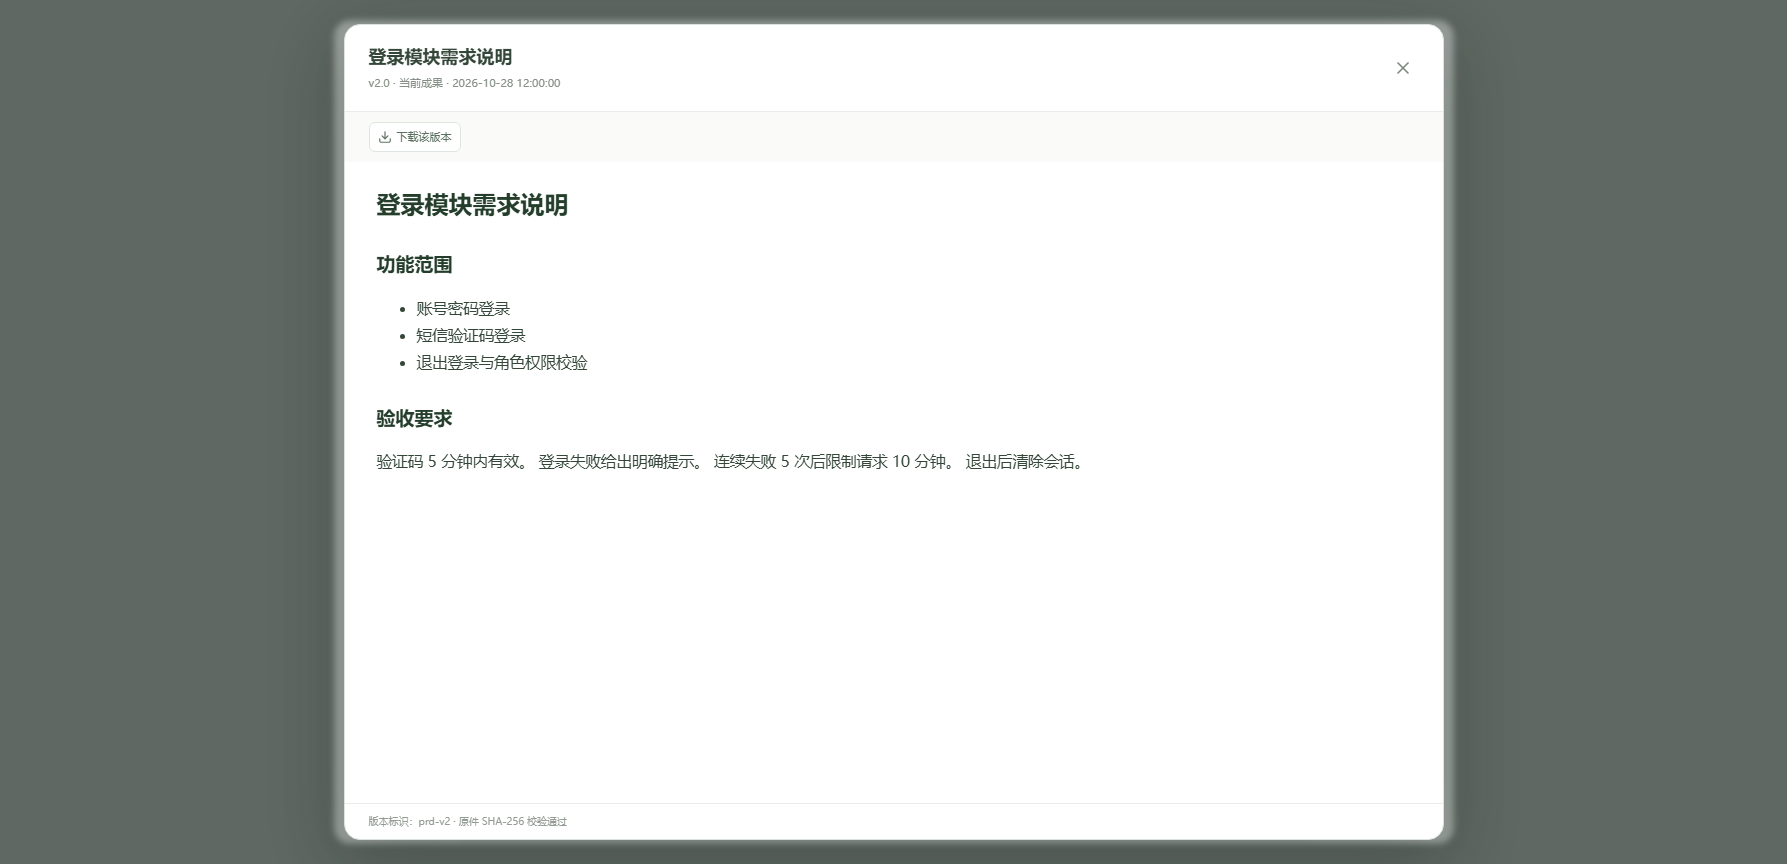 登录模块需求说明
v2.0 · 当前成果 · 2026-10-28 12:00:00
下载该版本
登录模块需求说明
功能范围
• 账号密码登录
• 短信验证码登录
• 退出登录与角色权限校验
验收要求
验证码 5 分钟内有效。 登录失败给出明确提示。 连续失败 5 次后限制请求 10 分钟。 退出后清除会话。
版本标识：prd-v2 · 原件 SHA-256 校验通过